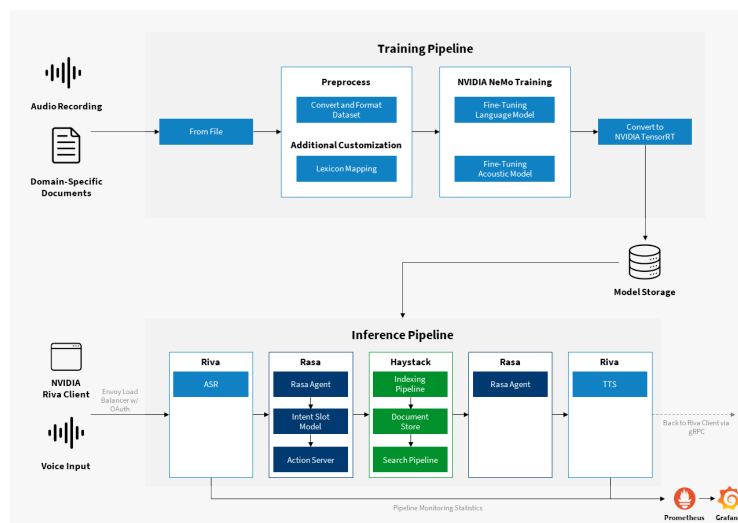 Training Pipeline
Audio Recording
Domain-Specific
Documents
From File
Preprocess
Convert and Format
Dataset
Additional Customization
Lexicon Mapping
NVIDIA NeMo Training
Fine-Tuning
Language Model
Fine-Tuning
Acoustic Model
Convert to
NVIDIA TensorRT
Model Storage
Inference Pipeline
NVIDIA
Riva Client
Voice Input
Envoy Load
Balancer w/
OAuth
Riva
ASR
Rasa
Rasa Agent
Intent Slot
Model
Action Server
Haystack
Indexing
Pipeline
Document
Store
Search Pipeline
Rasa
Rasa Agent
Riva
TTS
Back to Riva Client via
gRPC
Pipeline Monitoring Statistics
Prometheus
Grafan